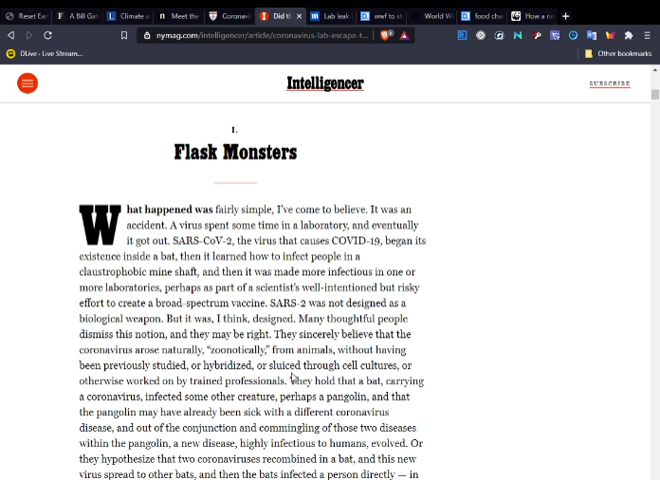 Reset Ear
A Bill Gat
Climate p
Meet the
Coronavi
Did th
Lab leak
wwf to st
World W
food chai
How a ne
nymag.com/intelligencer/article/coronavirus-lab-escape-t...
DLive - Live Stream...
Other bookmarks
Intelligencer
SUBSCRIBE
I.
Flask Monsters
What happened was fairly simple, I've come to believe. It was an
accident. A virus spent some time in a laboratory, and eventually
it got out. SARS-CoV-2, the virus that causes COVID-19, began its
existence inside a bat, then it learned how to infect people in a
claustrophobic mine shaft, and then it was made more infectious in one or
more laboratories, perhaps as part of a scientist's well-intentioned but risky
effort to create a broad-spectrum vaccine. SARS-2 was not designed as a
biological weapon. But it was, I think, designed. Many thoughtful people
dismiss this notion, and they may be right. They sincerely believe that the
coronavirus arose naturally, "zoonotically," from animals, without having
been previously studied, or hybridized, or sluiced through cell cultures, or
otherwise worked on by trained professionals. They hold that a bat, carrying
a coronavirus, infected some other creature, perhaps a pangolin, and that
the pangolin may have already been sick with a different coronavirus
disease, and out of the conjunction and commingling of those two diseases
within the pangolin, a new disease, highly infectious to humans, evolved. Or
they hypothesize that two coronaviruses recombined in a bat, and this new
virus spread to other bats, and then the bats infected a person directly — in